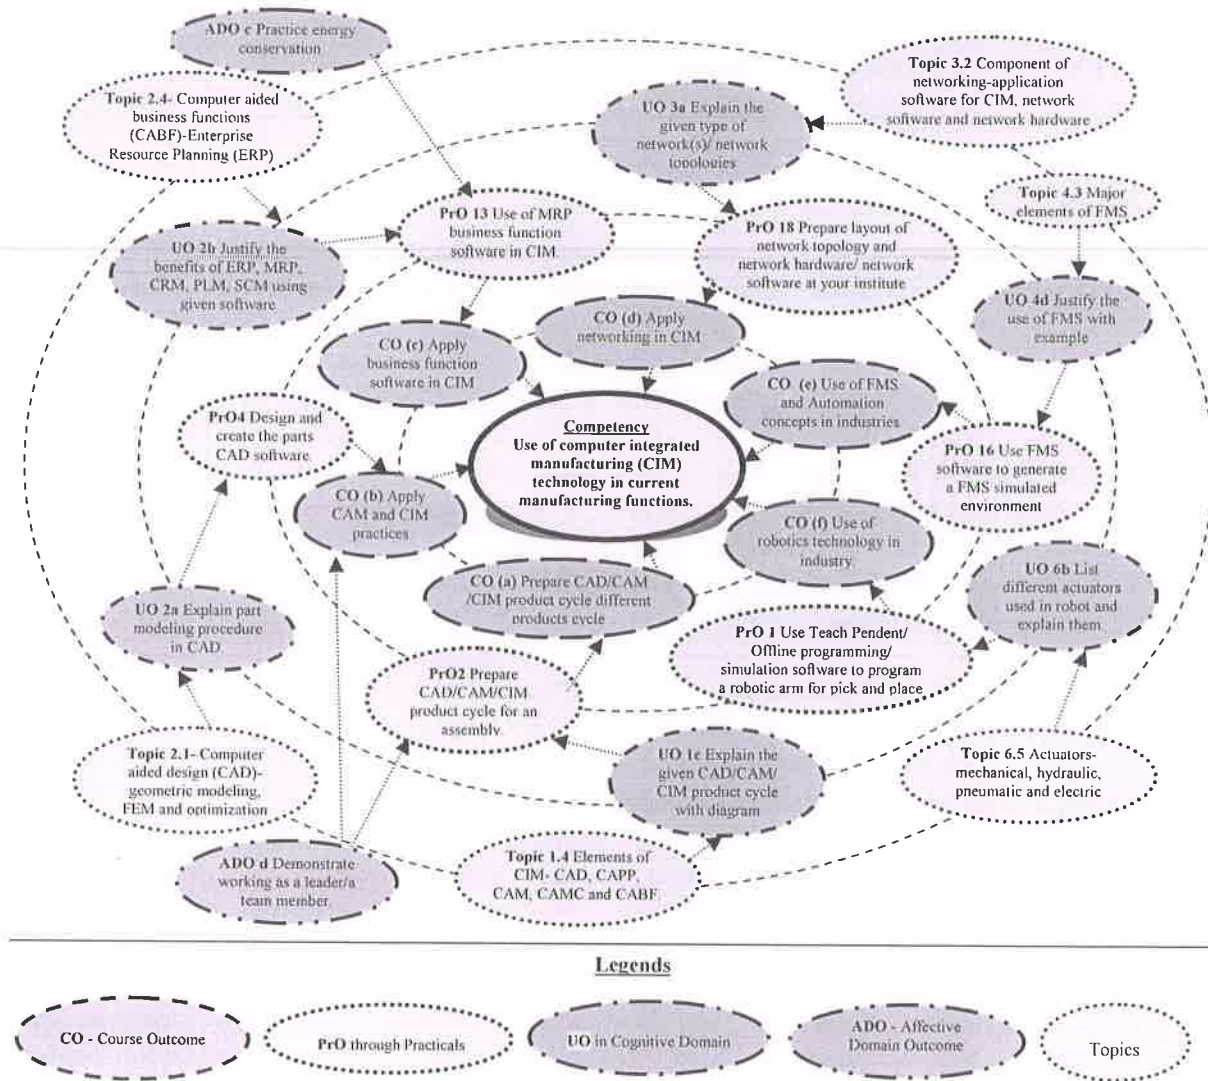 ADO c Practice energy
conservation
Topic 2.4- Computer aided
business functions
(CABF)-Enterprise
Resource Planning (ERP)
UO 3a Explain the
given type of
network(s)/ network
topologies
Topic 3.2 Component of
networking-application
software for CIM, network
software and network hardware
PrO 13 Use of MRP
business function
software in CIM.
PrO 18 Prepare layout of
network topology and
network hardware/ network
software at your institute
Topic 4.3 Major
elements of FMS
UO 2h Justify the
benefits of ERP, MRP,
CRM, PLM, SCM using
given software
CO (c) Apply
business function
software in CIM
CO (d) Apply
networking in CIM
UO 4d Justify the
use of FMS with
example
CO (e) Use of FMS
and Automation
concepts in industries
PrO4 Design and
create the parts
CAD software.
Competency
Use of computer integrated
manufacturing (CIM)
technology in current
manufacturing functions.
PrO 16 Use FMS
software to generate
a FMS simulated
environment
CO (b) Apply
CAM and CIM
practices
CO (f) Use of
robotics technology in
industry.
CO (a) Prepare CAD/CAM
/CIM product cycle different
products cycle
UO 6b List
different actuators
used in robot and
explain them.
UO 2a Explain part
modeling procedure
in CAD.
PrO 1 Use Teach Pendent/
Offline programming/
simulation software to program
a robotic arm for pick and place
PrO2 Prepare
CAD/CAM/CIM
product cycle for an
assembly.
Topic 2.1- Computer
aided design (CAD)-
geometric modeling,
FEM and optimization
UO 1c Explain the
given CAD/CAM/
CIM product cycle
with diagram
Topic 6.5 Actuators-
mechanical, hydraulic,
pneumatic and electric
ADO d Demonstrate
working as a leader/a
team member.
Topic 1.4 Elements of
CIM- CAD, CAPP,
CAM, CAMC and CABF.
Legends
CO - Course Outcome
PrO through Practicals
UO in Cognitive Domain
ADO - Affective
Domain Outcome
Topics